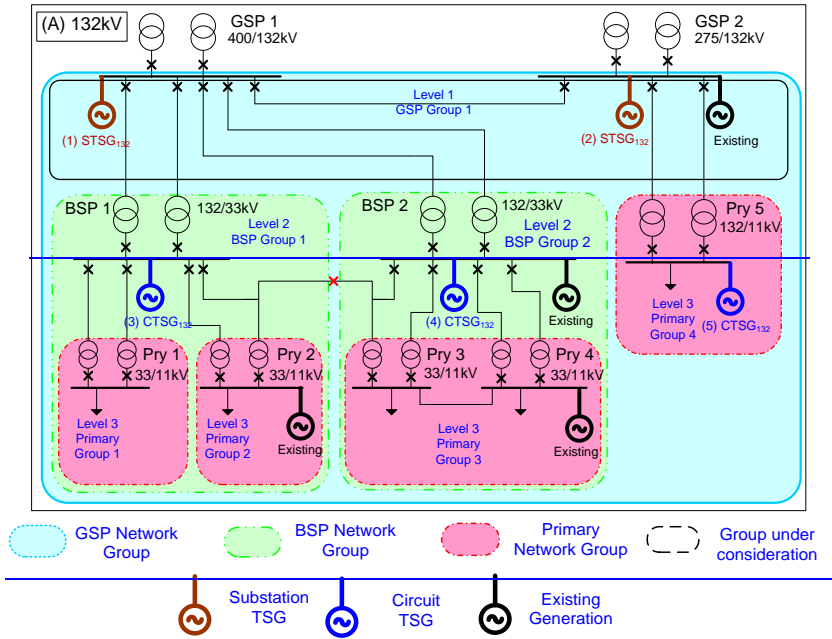 (A) 132kV
GSP 1
400/132kV
GSP 2
275/132kV
Level 1
GSP Group 1
(1) STSG132
(2) STSG132
Existing
BSP 1
132/33kV
Level 2
BSP Group 1
BSP 2
132/33kV
Level 2
BSP Group 2
Pry 5
132/11kV
(3) CTSG132
(4) CTSG132
Existing
Level 3
Primary
Group 4
(5) CTSG132
Pry 1
33/11kV
Pry 2
33/11kV
Pry 3
33/11kV
Pry 4
33/11kV
Level 3
Primary
Group 1
Level 3
Primary
Group 2
Existing
Level 3
Primary
Group 3
Existing
GSP Network
Group
BSP Network
Group
Primary
Network Group
Group under
consideration
Substation
TSG
Circuit
TSG
Existing
Generation